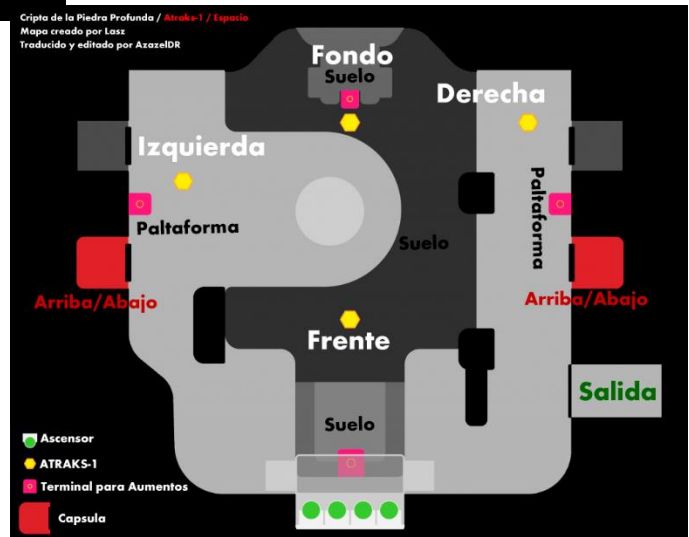 Cripta de la Piedra Profunda / Atraks-1 / Espacio
Mapa creado por Lasz
Traducido y editado por AzazelDR
Fondo
Suelo
Derecha
Izquierda
Paltaforma
Paltaforma
Suelo
Arriba/Abajo
Arriba/Abajo
Frente
Salida
Suelo
Ascensor
ATRAKS-1
Terminal para Aumentos
Capsula